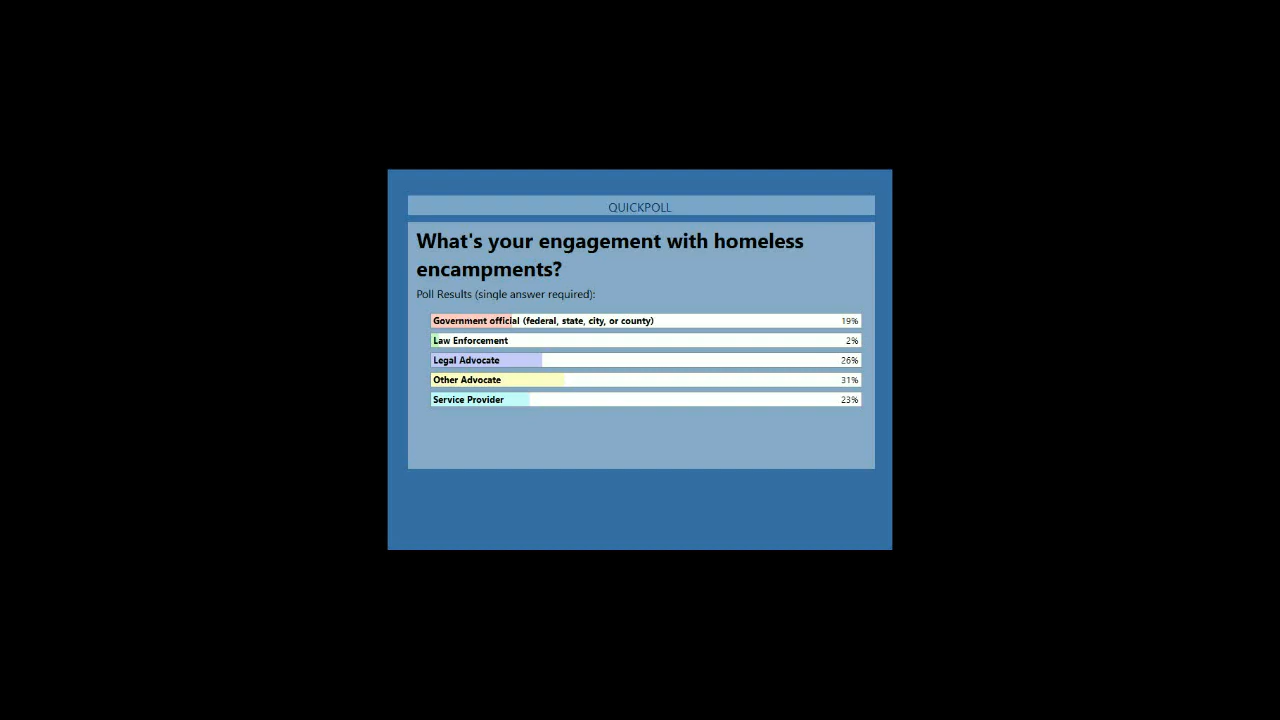 QUICKPOLL
What's your engagement with homeless
encampments?
Poll Results (single answer required):
Government official (federal, state, city, or county) 19%
Law Enforcement 2%
Legal Advocate 26%
Other Advocate 31%
Service Provider 23%